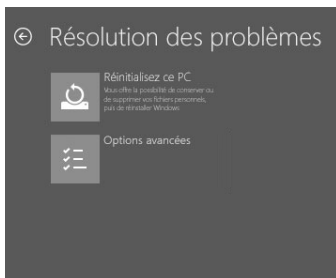 Résolution des problèmes
Réinitialisez ce PC
Vous offre la possibilité de conserver ou
de supprimer vos fichiers personnels,
puis de réinstaller Windows.
Options avancées